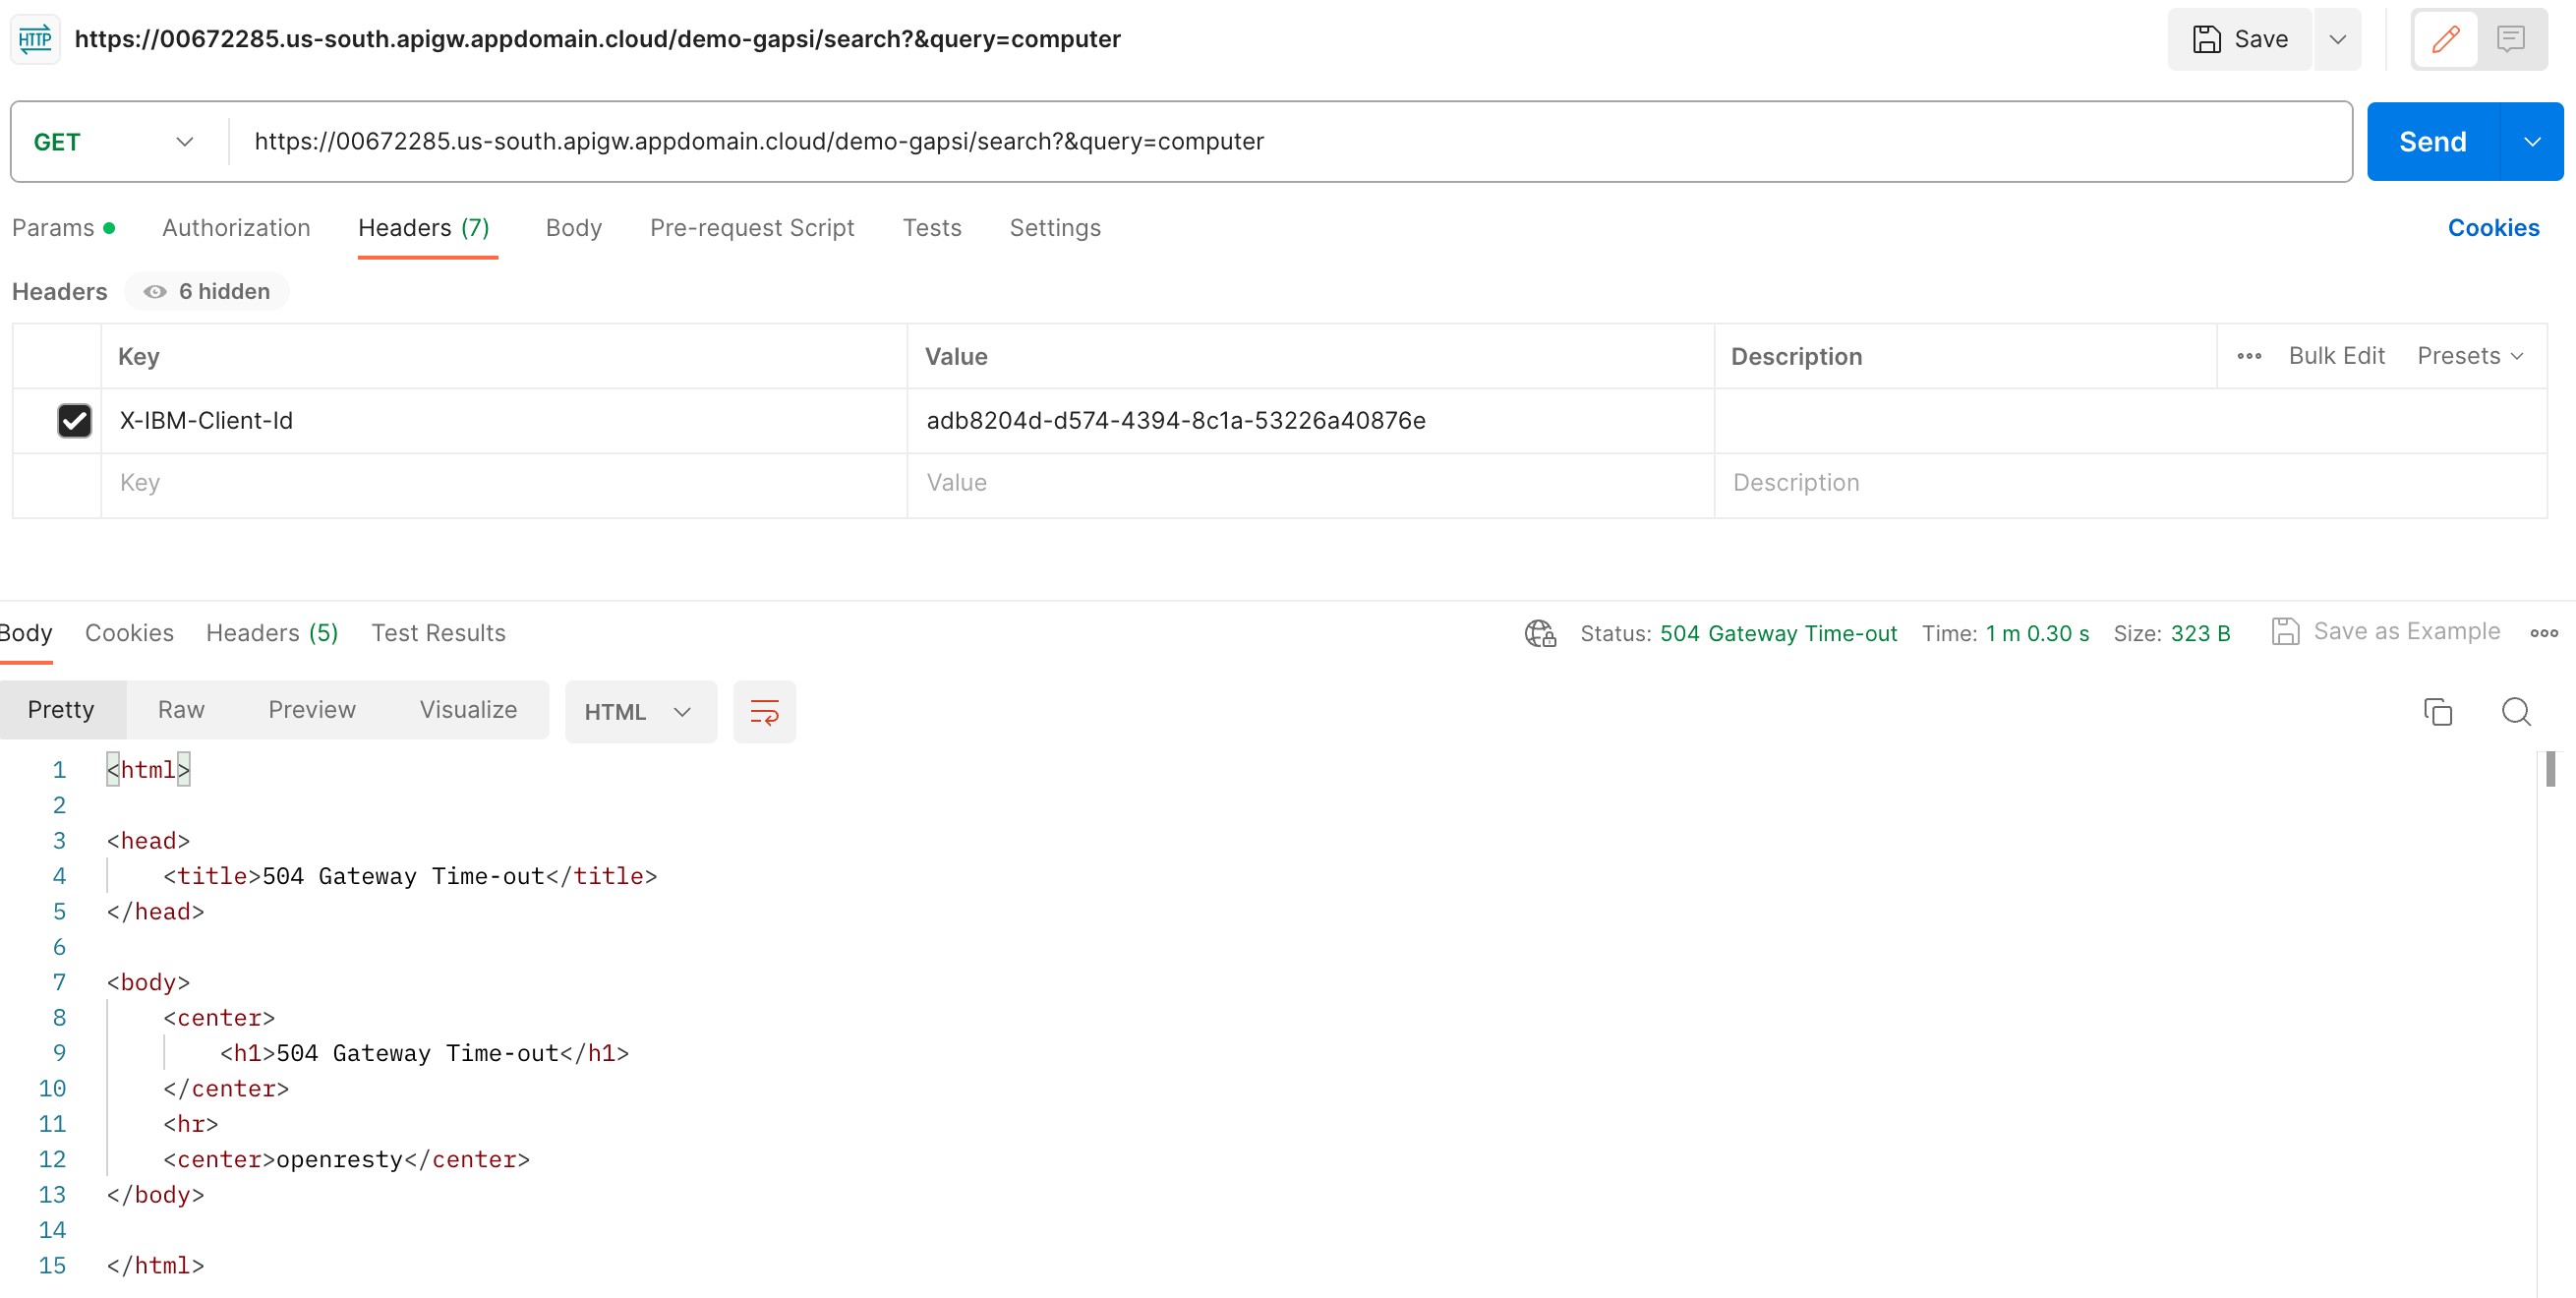 HTTP https://00672285.us-south.apigw.appdomain.cloud/demo-gapsi/search?&query=computer Save
GET https://00672285.us-south.apigw.appdomain.cloud/demo-gapsi/search?&query=computer Send
Params Authorization Headers (7) Body Pre-request Script Tests Settings Cookies
Headers 6 hidden
Key Value Description Bulk Edit Presets
X-IBM-Client-Id adb8204d-d574-4394-8c1a-53226a40876e
Key Value Description
Body Cookies Headers (5) Test Results Status: 504 Gateway Time-out Time: 1 m 0.30 s Size: 323 B Save as Example
Pretty Raw Preview Visualize HTML
1 <html>
2
3 <head>
4 <title>504 Gateway Time-out</title>
5 </head>
6
7 <body>
8 <center>
9 <h1>504 Gateway Time-out</h1>
10 </center>
11 <hr>
12 <center>openresty</center>
13 </body>
14
15 </html>